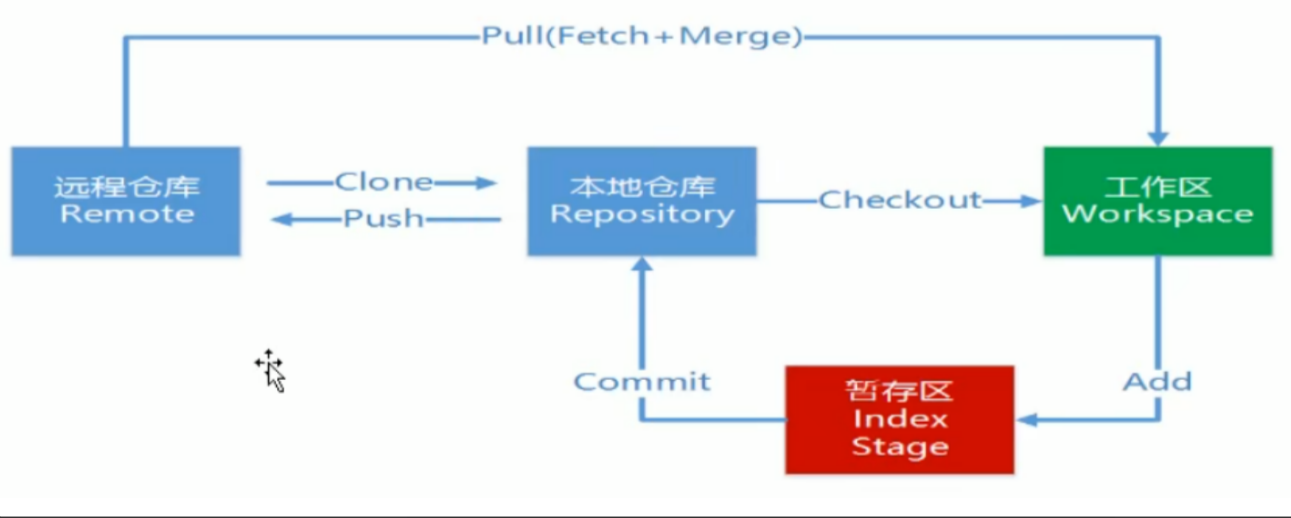 Pull(Fetch+Merge)
远程仓库
Remote
Clone
Push
本地仓库
Repository
Checkout
工作区
Workspace
Commit
暂存区
Index
Stage
Add